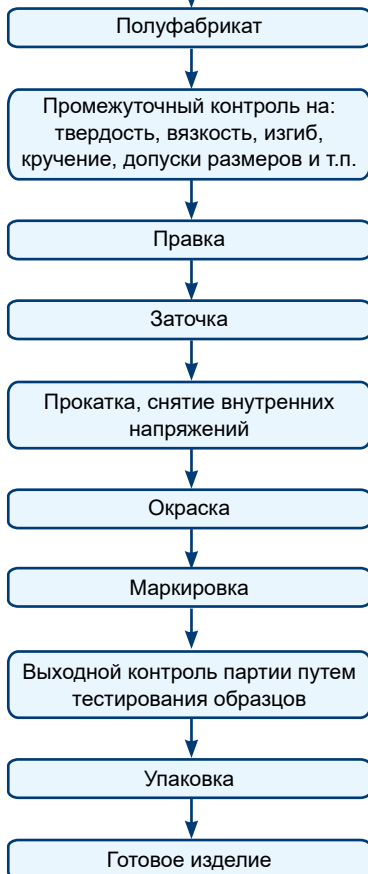 Полуфабрикат
Промежуточный контроль на:
твердость, вязкость, изгиб,
кручение, допуски размеров и т.п.
Правка
Заточка
Прокатка, снятие внутренних
напряжений
Окраска
Маркировка
Выходной контроль партии путем
тестирования образцов
Упаковка
Готовое изделие